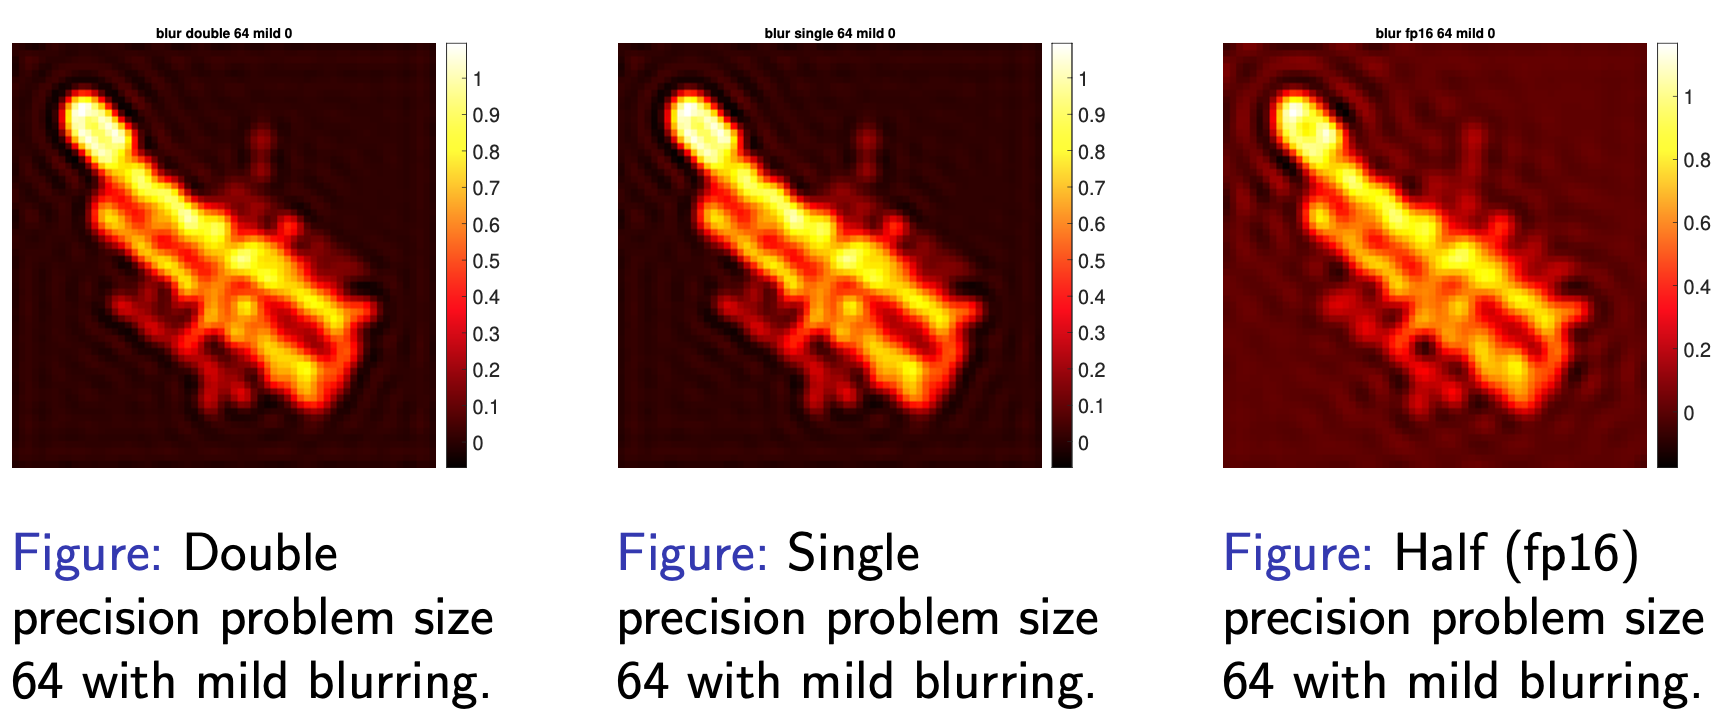 blur double 64 mild 0
1
0.9
0.8
0.7
0.6
0.5
0.4
0.3
0.2
0.1
0
Figure: Double
precision problem size
64 with mild blurring.
blur single 64 mild 0
1
0.9
0.8
0.7
0.6
0.5
0.4
0.3
0.2
0.1
0
Figure: Single
precision problem size
64 with mild blurring.
blur fp16 64 mild 0
1
0.8
0.6
0.4
0.2
0
Figure: Half (fp16)
precision problem size
64 with mild blurring.